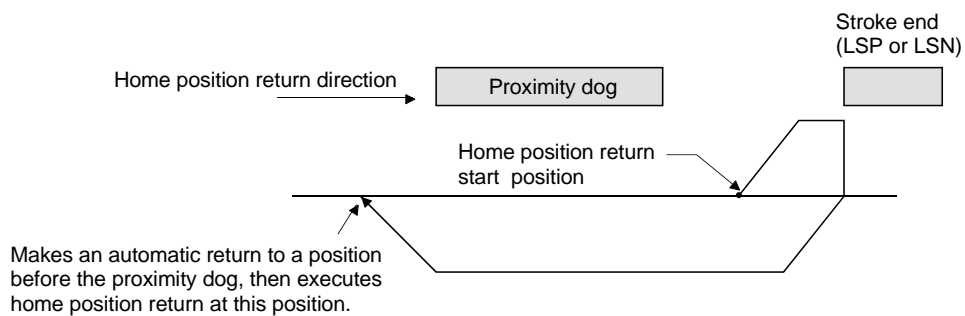 Stroke end
(LSP or LSN)
Home position return direction
Proximity dog
Home position return
start position
Makes an automatic return to a position
before the proximity dog, then executes
home position return at this position.